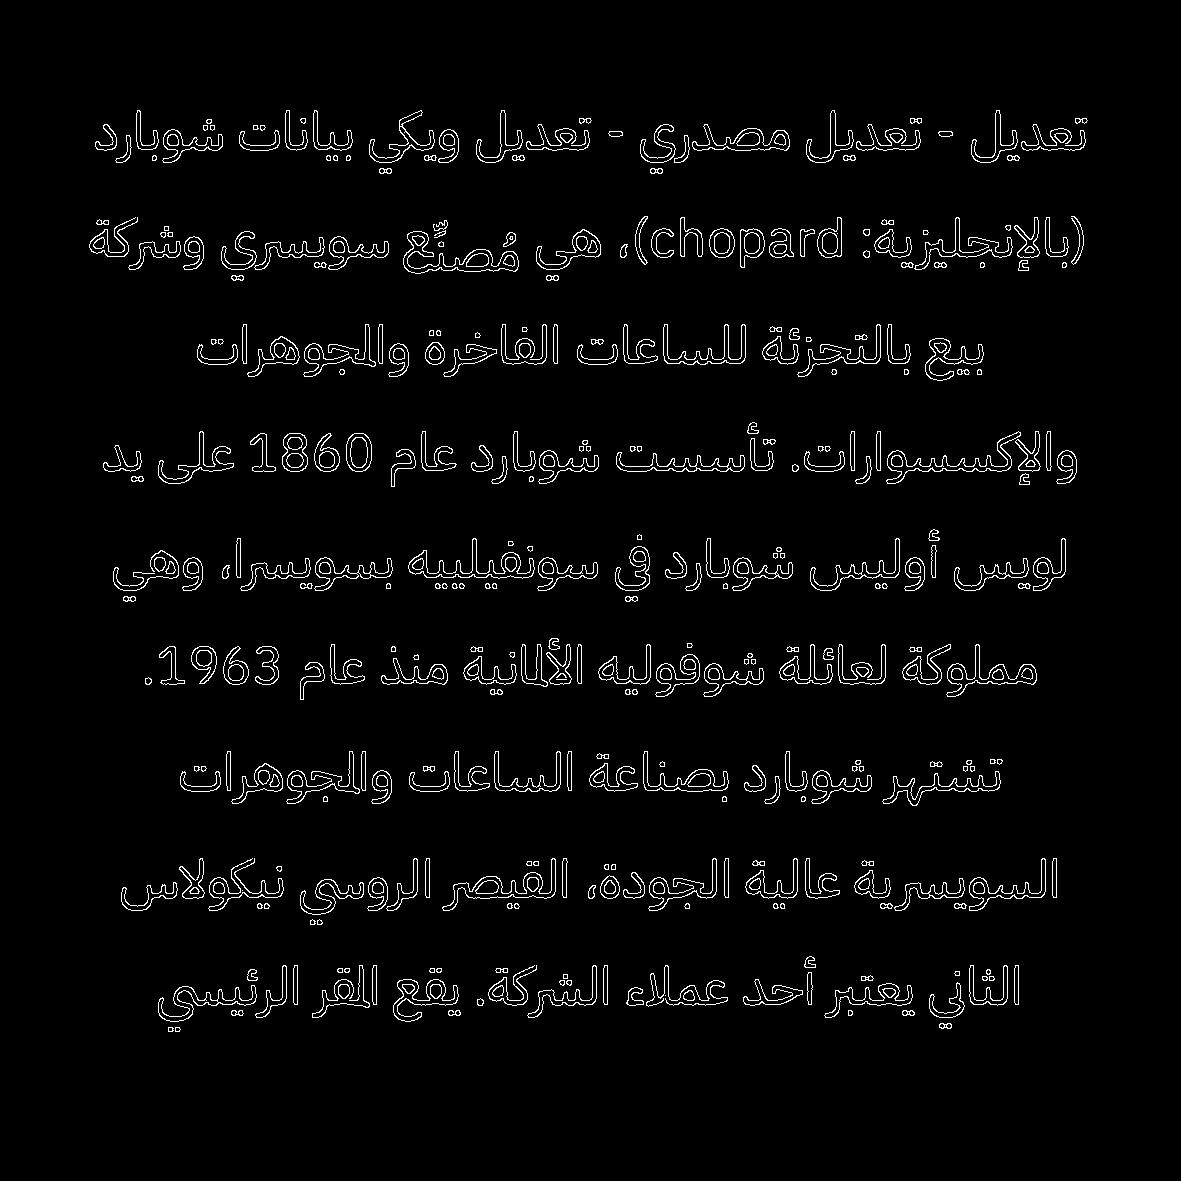 تعديل - تعديل مصدري - تعديل ويكي بيانات شوبارد
(بالإنجليزية: chopard)، هي مُصنِّع سويسري وشركة
بيع بالتجزئة للساعات الفاخرة والمجوهرات
والإكسسوارات. تأسست شوبارد عام 1860 على يد
لويس أوليس شوبارد في سونفيلييه بسويسرا، وهي
مملوكة لعائلة شوفوليه الألمانية منذ عام 1963.
تشتهر شوبارد بصناعة الساعات والمجوهرات
السويسرية عالية الجودة، القيصر الروسي نيكولاس
الثاني يعتبر أحد عملاء الشركة. يقع المقر الرئيسي